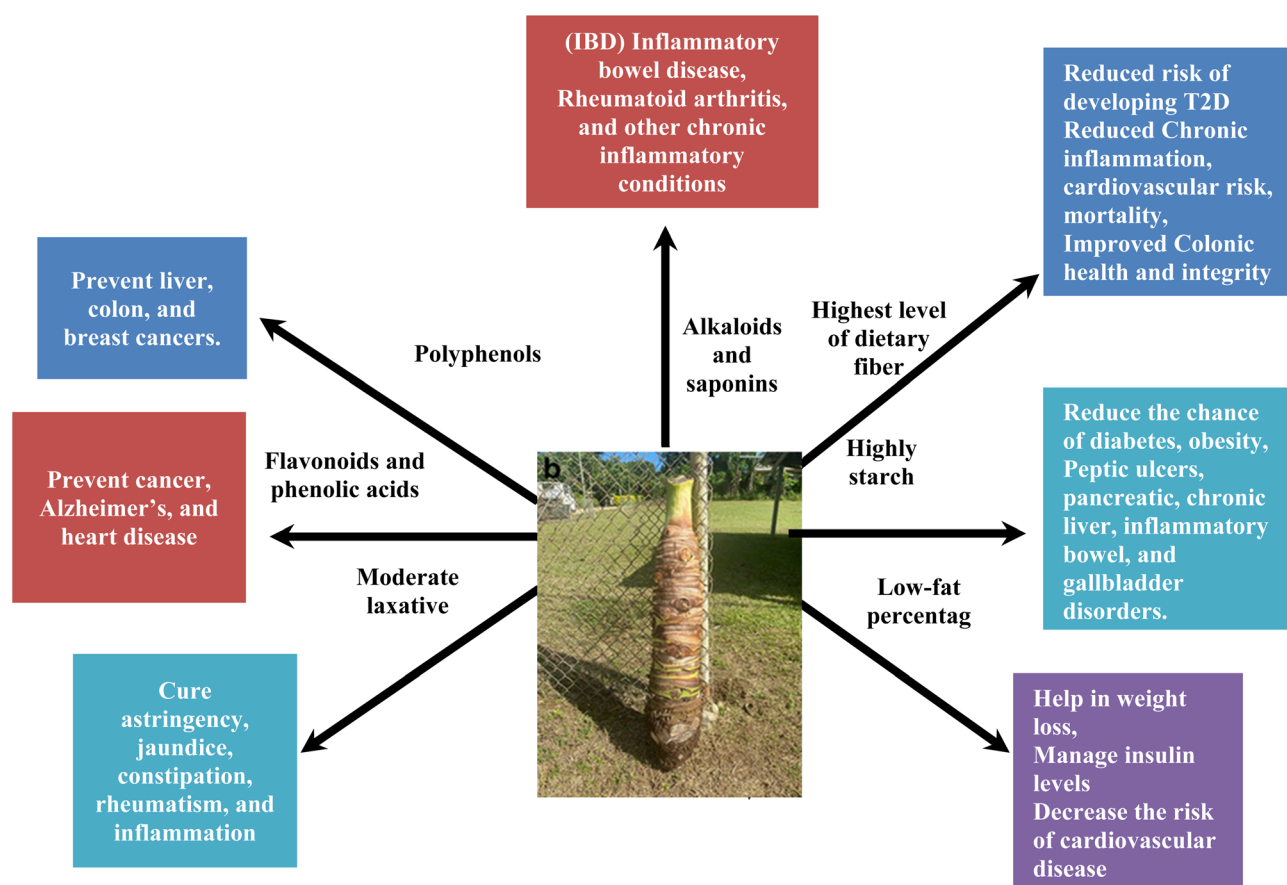 (IBD) Inflammatory
bowel disease,
Rheumatoid arthritis,
and other chronic
inflammatory
conditions
Reduced risk of
developing T2D
Reduced Chronic
inflammation,
cardiovascular risk,
mortality,
Improved Colonic
health and integrity
Prevent liver,
colon, and
breast cancers.
Polyphenols
Alkaloids
and
saponins
Highest level
of dietary
fiber
Prevent cancer,
Alzheimer’s, and
heart disease
Flavonoids and
phenolic acids
b
Highly
starch
Reduce the chance
of diabetes, obesity,
Peptic ulcers,
pancreatic, chronic
liver, inflammatory
bowel, and
gallbladder
disorders.
Moderate
laxative
Low-fat
percentag
Cure
astringency,
jaundice,
constipation,
rheumatism, and
inflammation
Help in weight
loss,
Manage insulin
levels
Decrease the risk
of cardiovascular
disease